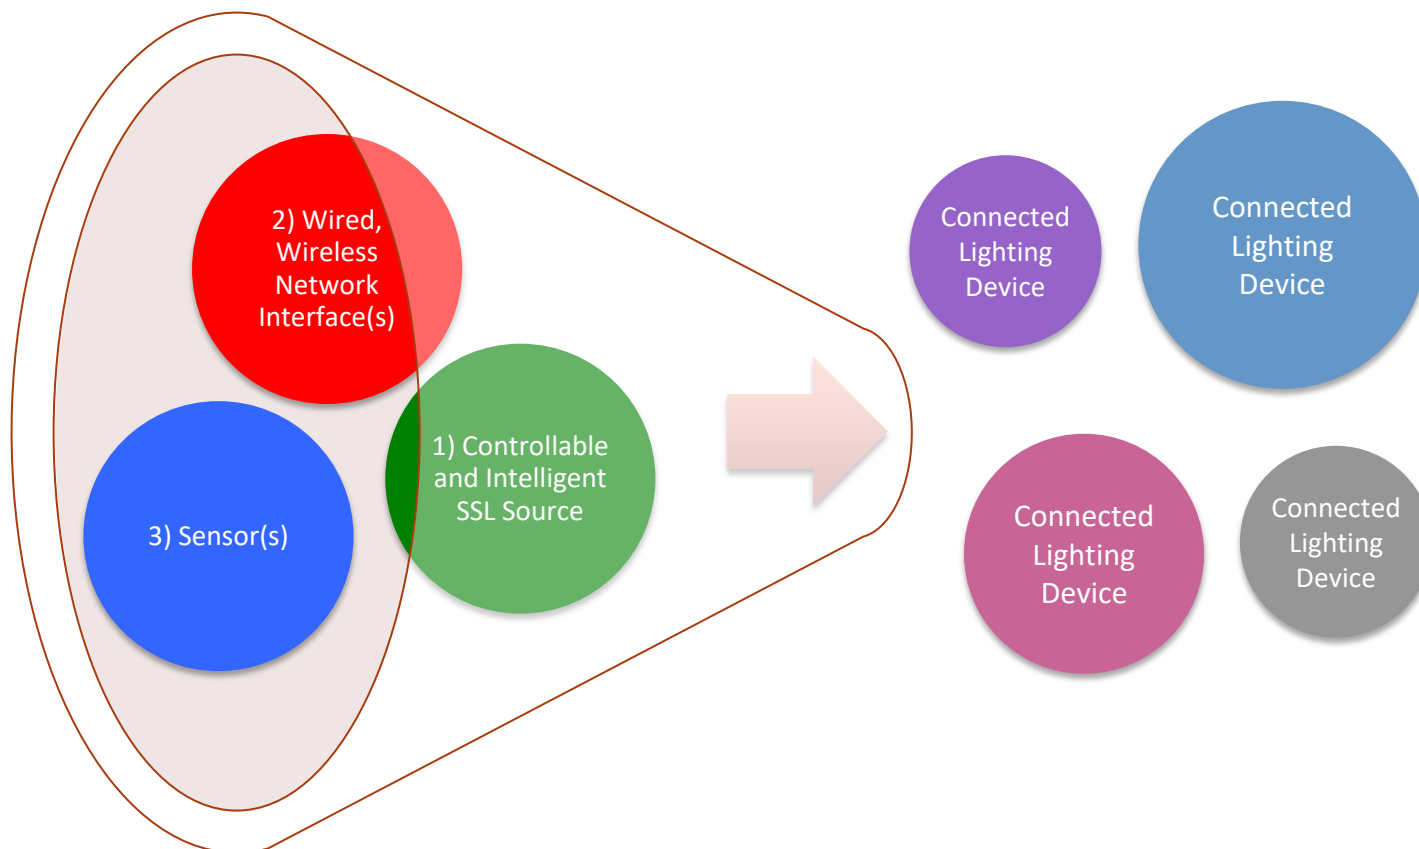 2) Wired,
Wireless
Network
Interface(s)
1) Controllable
and Intelligent
SSL Source
3) Sensor(s)
Connected
Lighting
Device
Connected
Lighting
Device
Connected
Lighting
Device
Connected
Lighting
Device